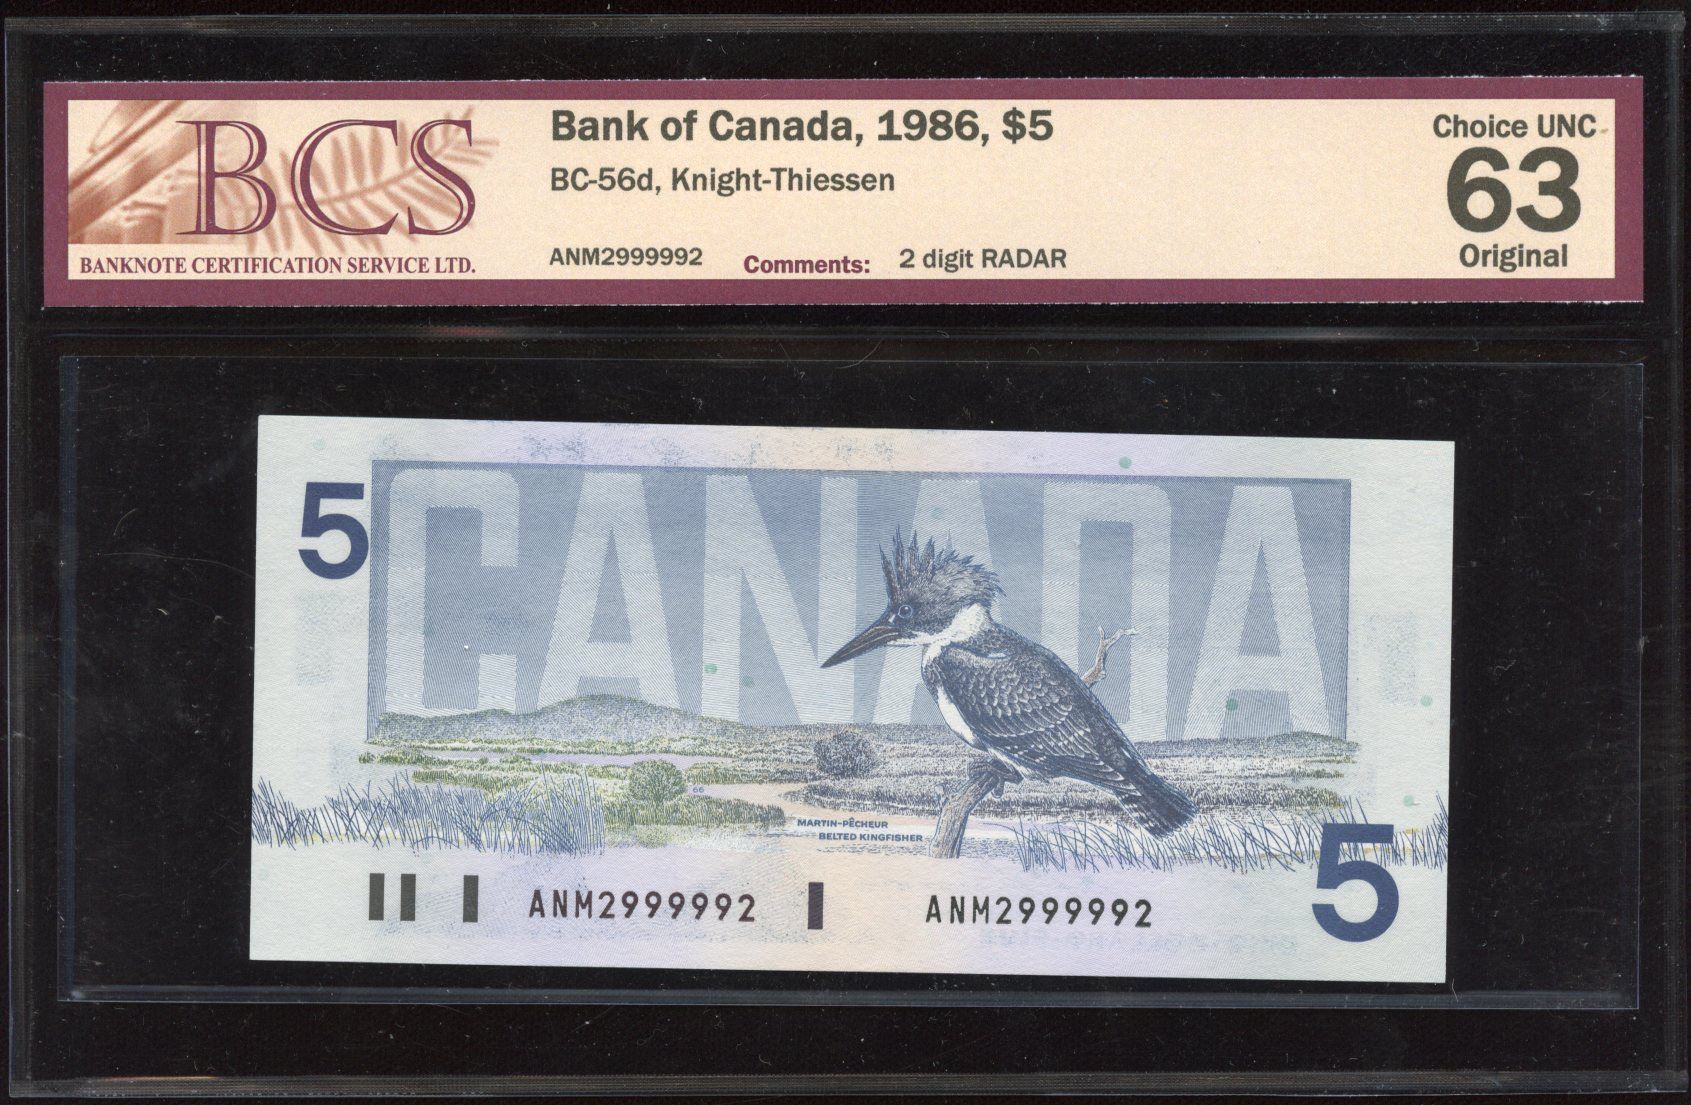 BCS
BANKNOTE CERTIFICATION SERVICE LTD.
Bank of Canada, 1986, $5
BC-56d, Knight-Thiessen
ANM2999992 Comments: 2 digit RADAR
Choice UNC
63
Original
5
CANADA
66
MARTIN-PÊCHEUR
BELTED KINGFISHER
ANM2999992 ANM2999992
5